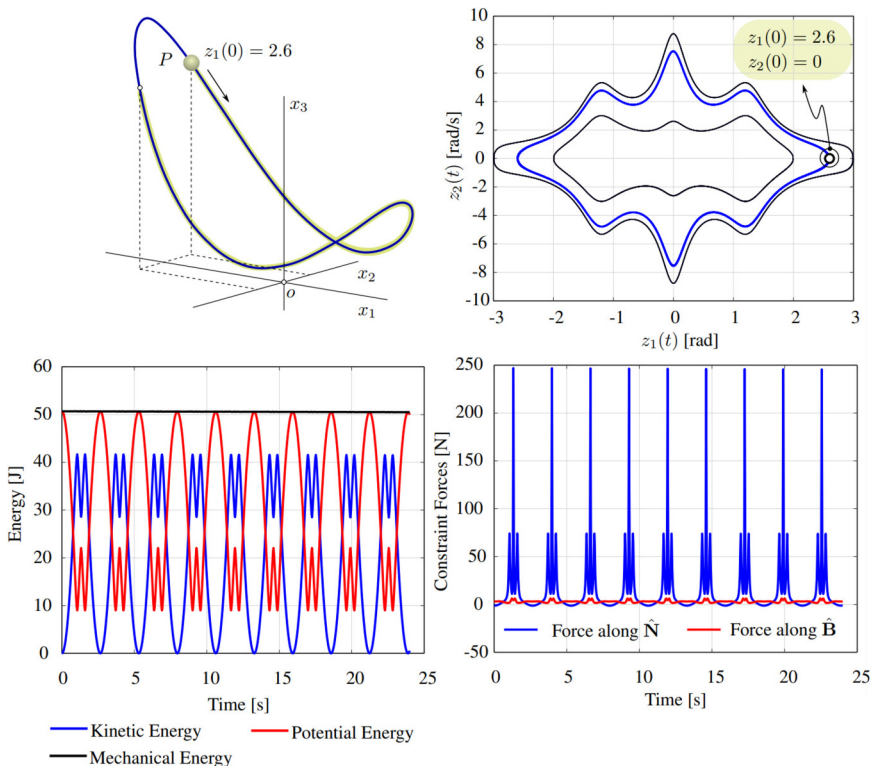 P
z₁(0) = 2.6
x₃
x₂
o
x₁
10
8
6
4
2
0
-2
-4
-6
-8
-10
z₂(t) [rad/s]
z₁(0) = 2.6
z₂(0) = 0
-3 -2 -1 0 1 2 3
z₁(t) [rad]
60
50
40
30
20
10
0
Energy [J]
0 5 10 15 20 25
Time [s]
Kinetic Energy
Potential Energy
Mechanical Energy
250
200
150
100
50
0
-50
Constraint Forces [N]
Force along N̂
Force along B̂
0 5 10 15 20 25
Time [s]